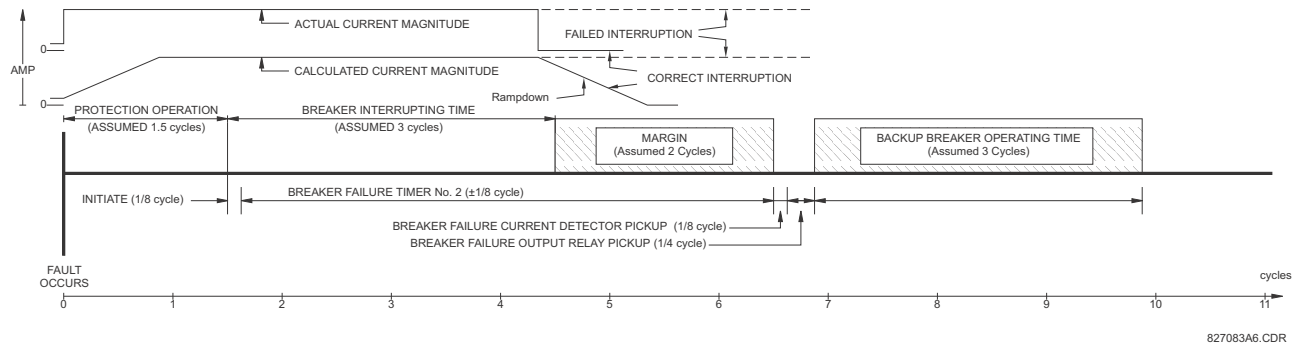 ACTUAL CURRENT MAGNITUDE
FAILED INTERRUPTION
0
AMP
CALCULATED CURRENT MAGNITUDE
CORRECT INTERRUPTION
Rampdown
0
PROTECTION OPERATION
(ASSUMED 1.5 cycles)
BREAKER INTERRUPTING TIME
(ASSUMED 3 cycles)
MARGIN
(Assumed 2 Cycles)
BACKUP BREAKER OPERATING TIME
(Assumed 3 Cycles)
INITIATE (1/8 cycle)
BREAKER FAILURE TIMER No. 2 (±1/8 cycle)
BREAKER FAILURE CURRENT DETECTOR PICKUP (1/8 cycle)
BREAKER FAILURE OUTPUT RELAY PICKUP (1/4 cycle)
FAULT
OCCURS
cycles
0 1 2 3 4 5 6 7 8 9 10 11
827083A6.CDR